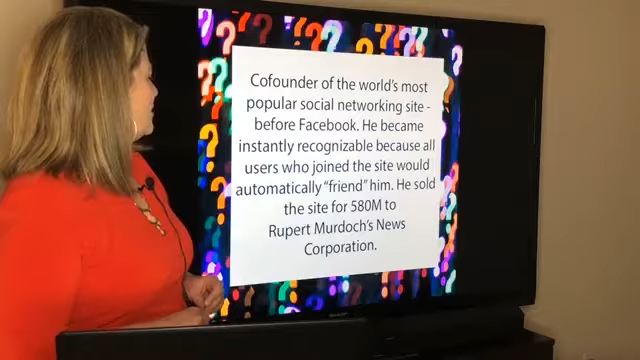 Cofounder of the world's most
popular social networking site -
before Facebook. He became
instantly recognizable because all
users who joined the site would
automatically "friend" him. He sold
the site for 580M to
Rupert Murdoch's News
Corporation.
SHARP